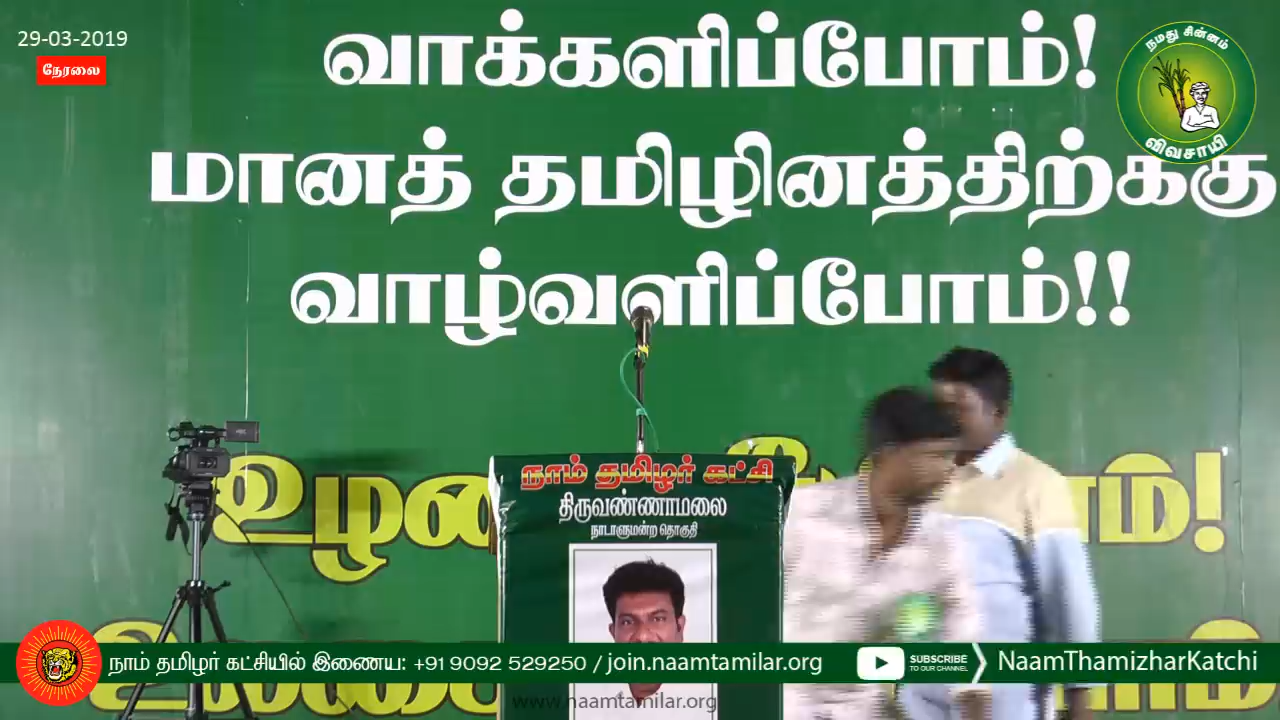 29-03-2019
நேரலை
வாக்களிப்போம்!
மானத் தமிழினத்திற்க்கு
வாழ்வளிப்போம்!!
நமது சின்னம்
விவசாயி
நாம் தமிழர் கட்சி
திருவண்ணாமலை
நாடாளுமன்ற தொகுதி
நாம் தமிழர் கட்சியில் இணைய: +91 9092 529250 / join.naamtamilar.org
SUBSCRIBE
TO OUR CHANNEL
NaamThamizharKatchi
www.naamtamilar.org